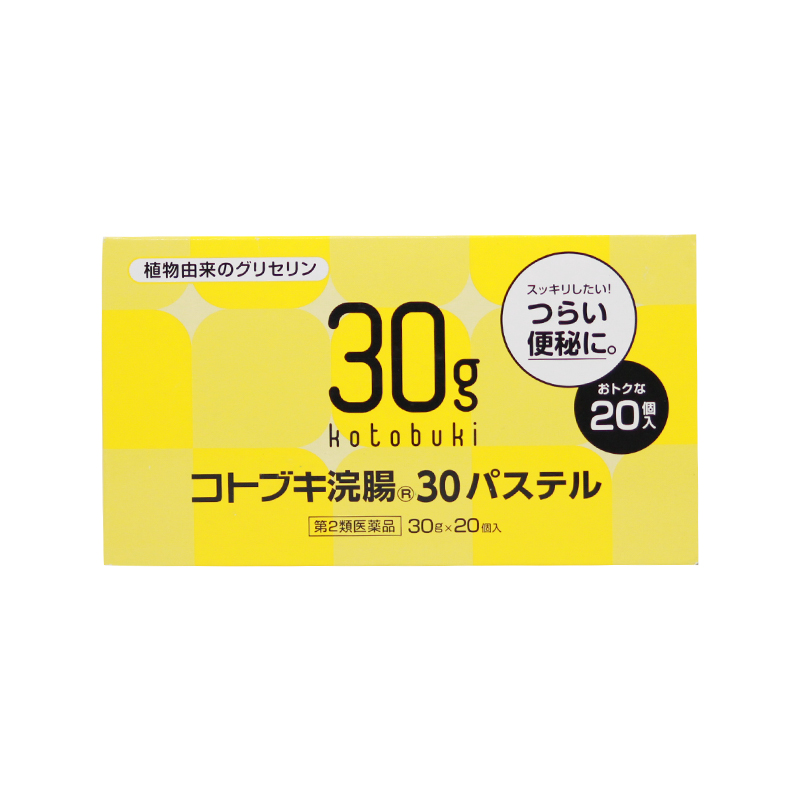 植物由来のグリセリン
スッキリしたい!
つらい
便秘に。
おトクな
20個入
30g
kotobuki
コトブキ浣腸®30パステル
第2類医薬品 30g×20個入